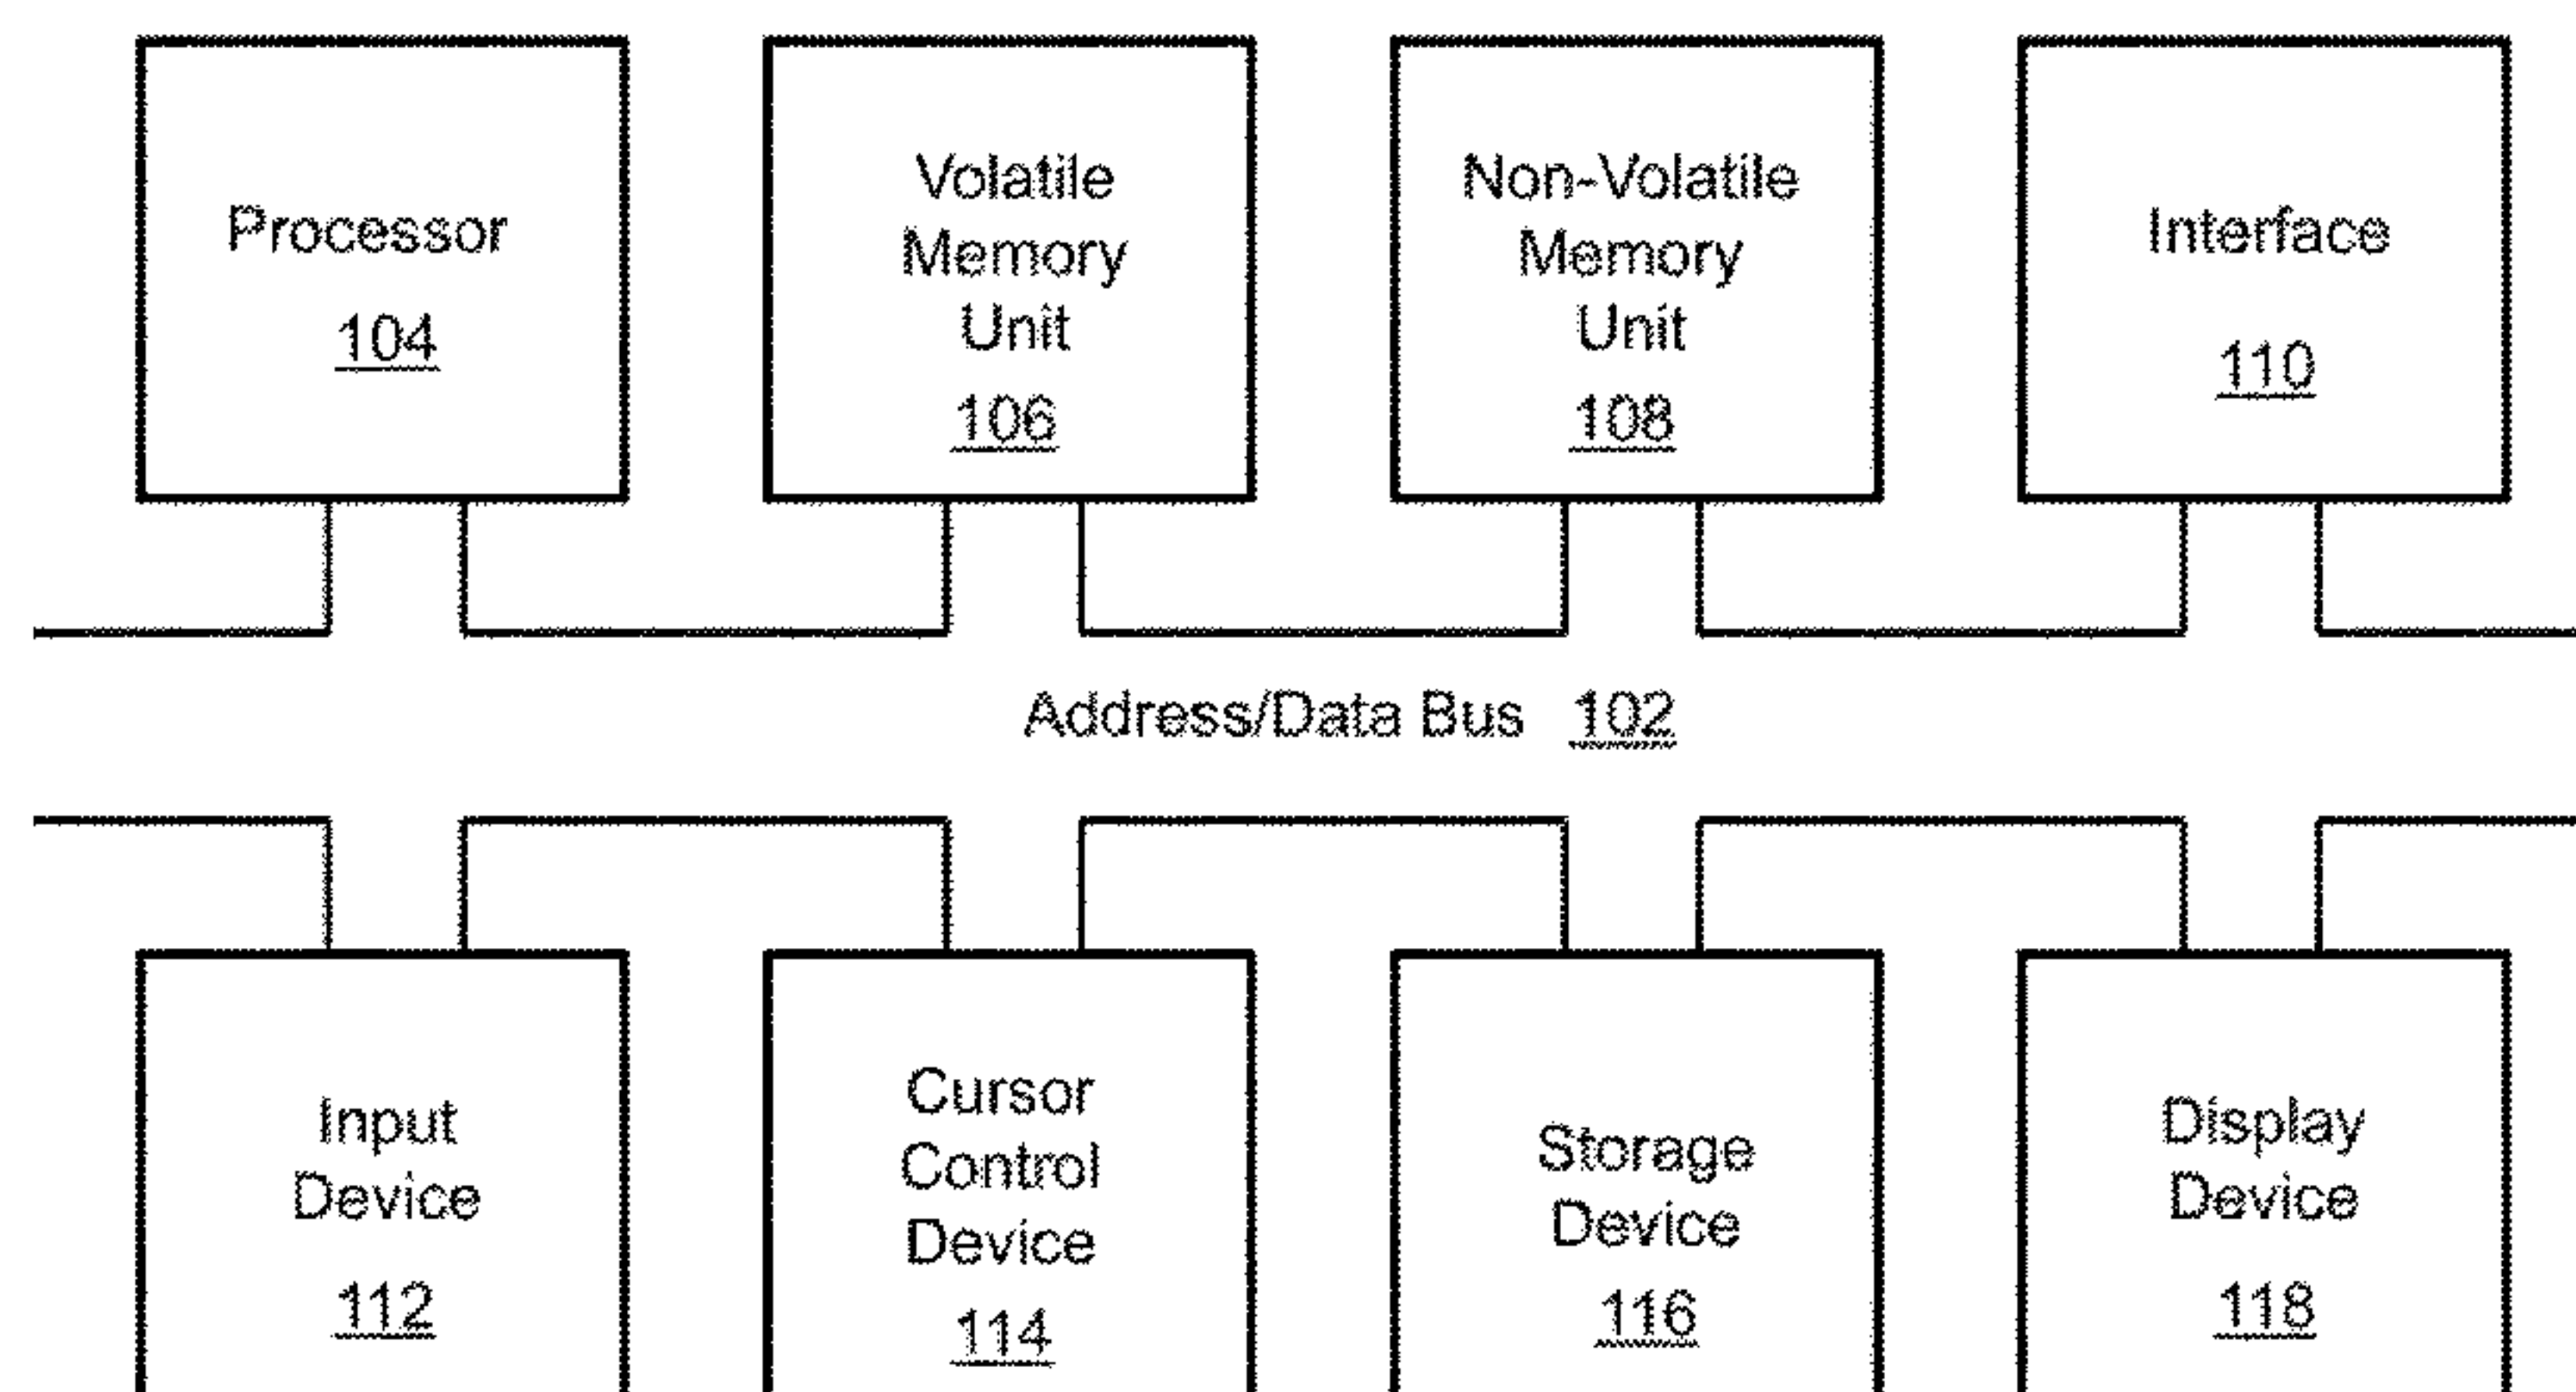 Processor
104
Volatile
Memory
Unit
106
Non-Volatile
Memory
Unit
108
Interface
110
Address/Data Bus 102
Input
Device
112
Cursor
Control
Device
114
Storage
Device
116
Display
Device
118